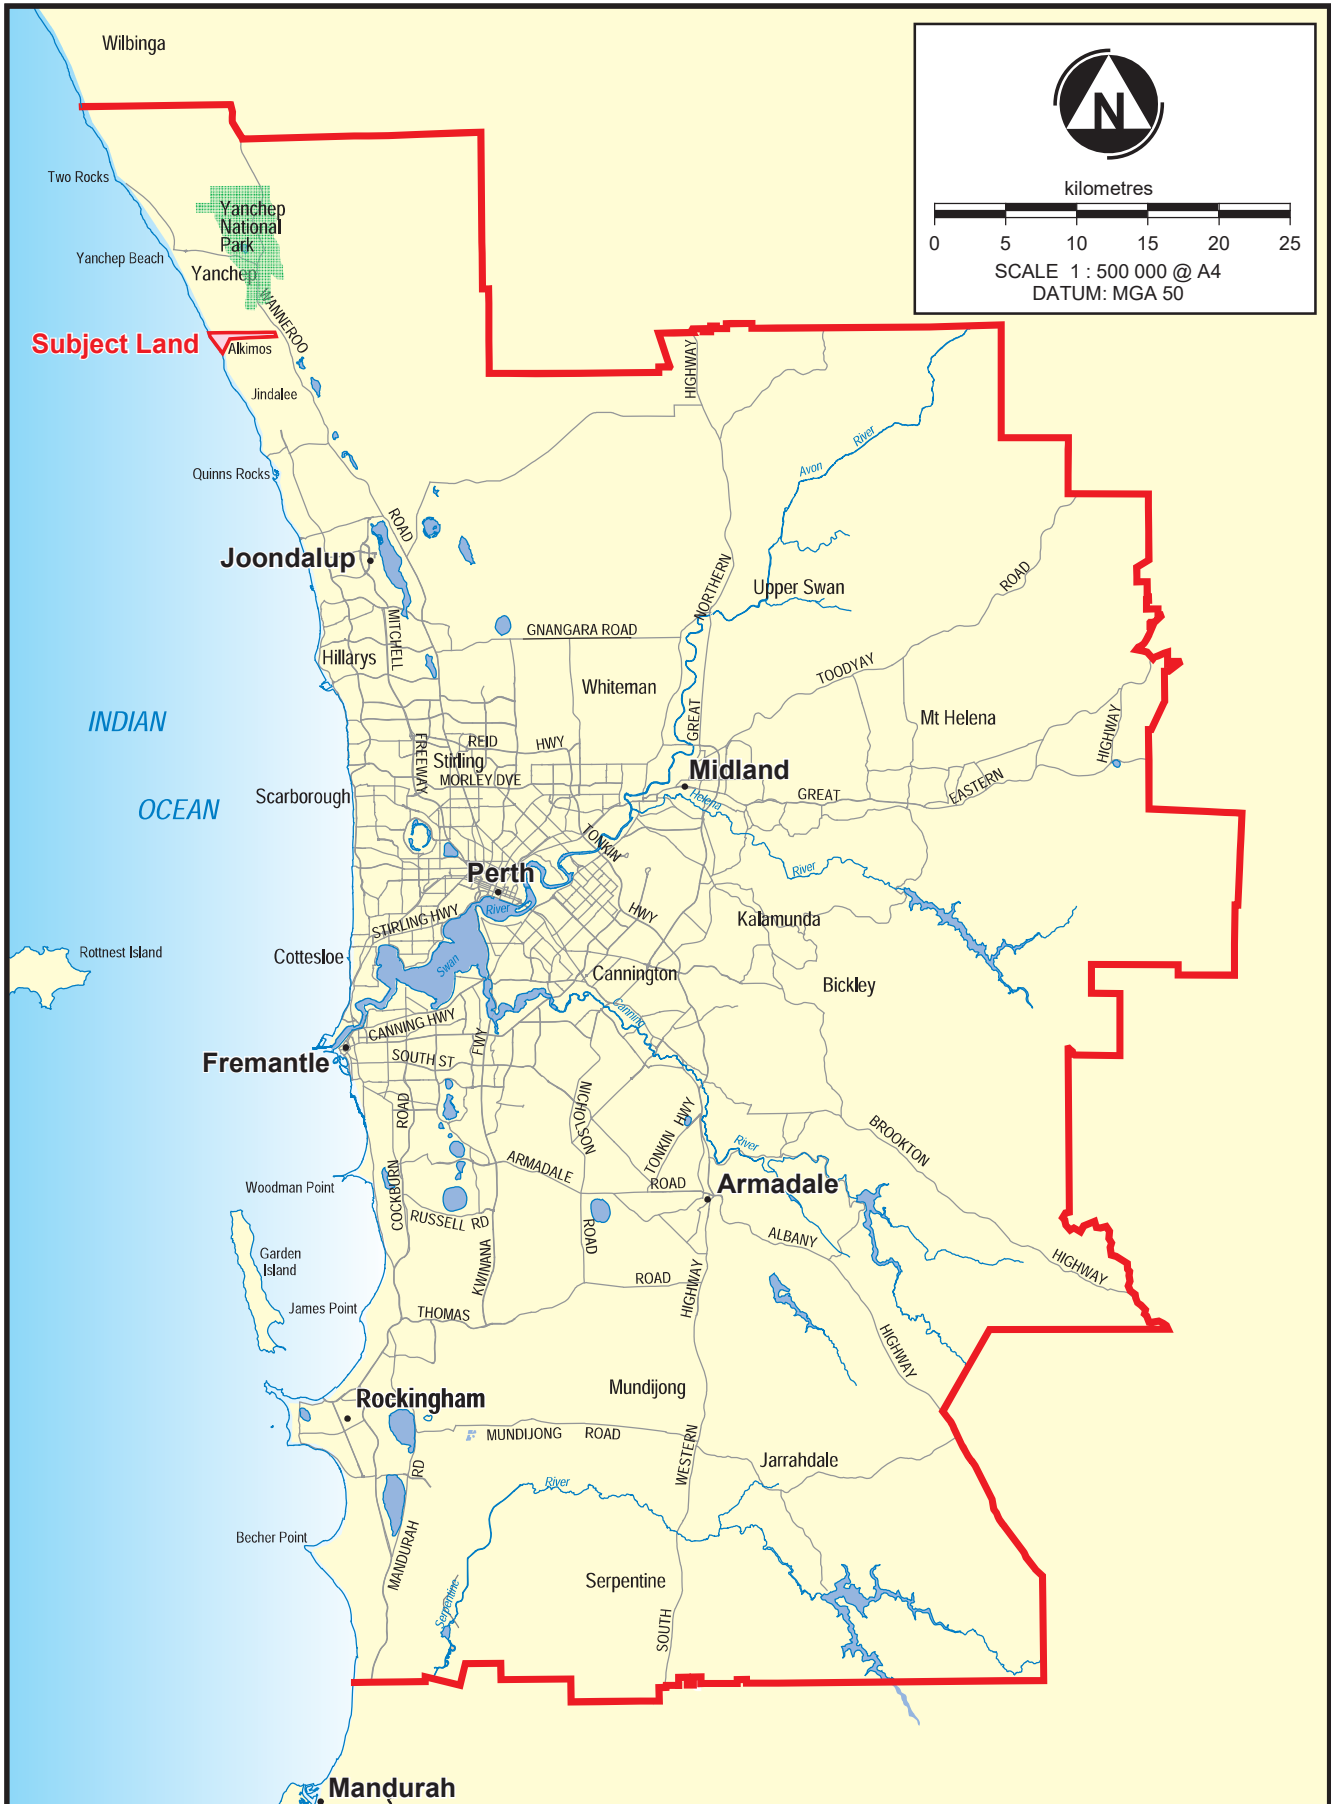 Wilbinga
N
kilometres
0 5 10 15 20 25
SCALE 1 : 500 000 @ A4
DATUM: MGA 50
Two Rocks
Yanchep
National
Park
Yanchep Beach
Yanchep
WANNEROO
Subject Land
Alkimos
HIGHWAY
Jindalee
River
Avon
Quinns Rocks
ROAD
Joondalup
NORTHERN
Upper Swan
ROAD
MITCHELL
GNANGARA ROAD
Hillarys
TOODYAY
Whiteman
GREAT
Mt Helena
INDIAN
OCEAN
FREEWAY
REID
HWY
HIGHWAY
Stirling
MORLEY DVE
Midland
Scarborough
Helena
GREAT
EASTERN
TONKIN
Perth
River
River
STIRLING HWY
HWY
Kalamunda
Rottnest Island
Cottesloe
Swan
Cannington
Bickley
Canning
CANNING HWY
FWY
Fremantle
SOUTH ST
ROAD
NICHOLSON
TONKIN HWY
BROOKTON
River
ARMADALE
ROAD
Armadale
Woodman Point
COCKBURN
RUSSELL RD
ROAD
ALBANY
Garden
Island
KWINANA
ROAD
HIGHWAY
HIGHWAY
James Point
THOMAS
HIGHWAY
Mundijong
Rockingham
MUNDIJONG ROAD
WESTERN
Jarrahdale
RD
River
Becher Point
MANDURAH
Serpentine
Serpentine
SOUTH
Mandurah